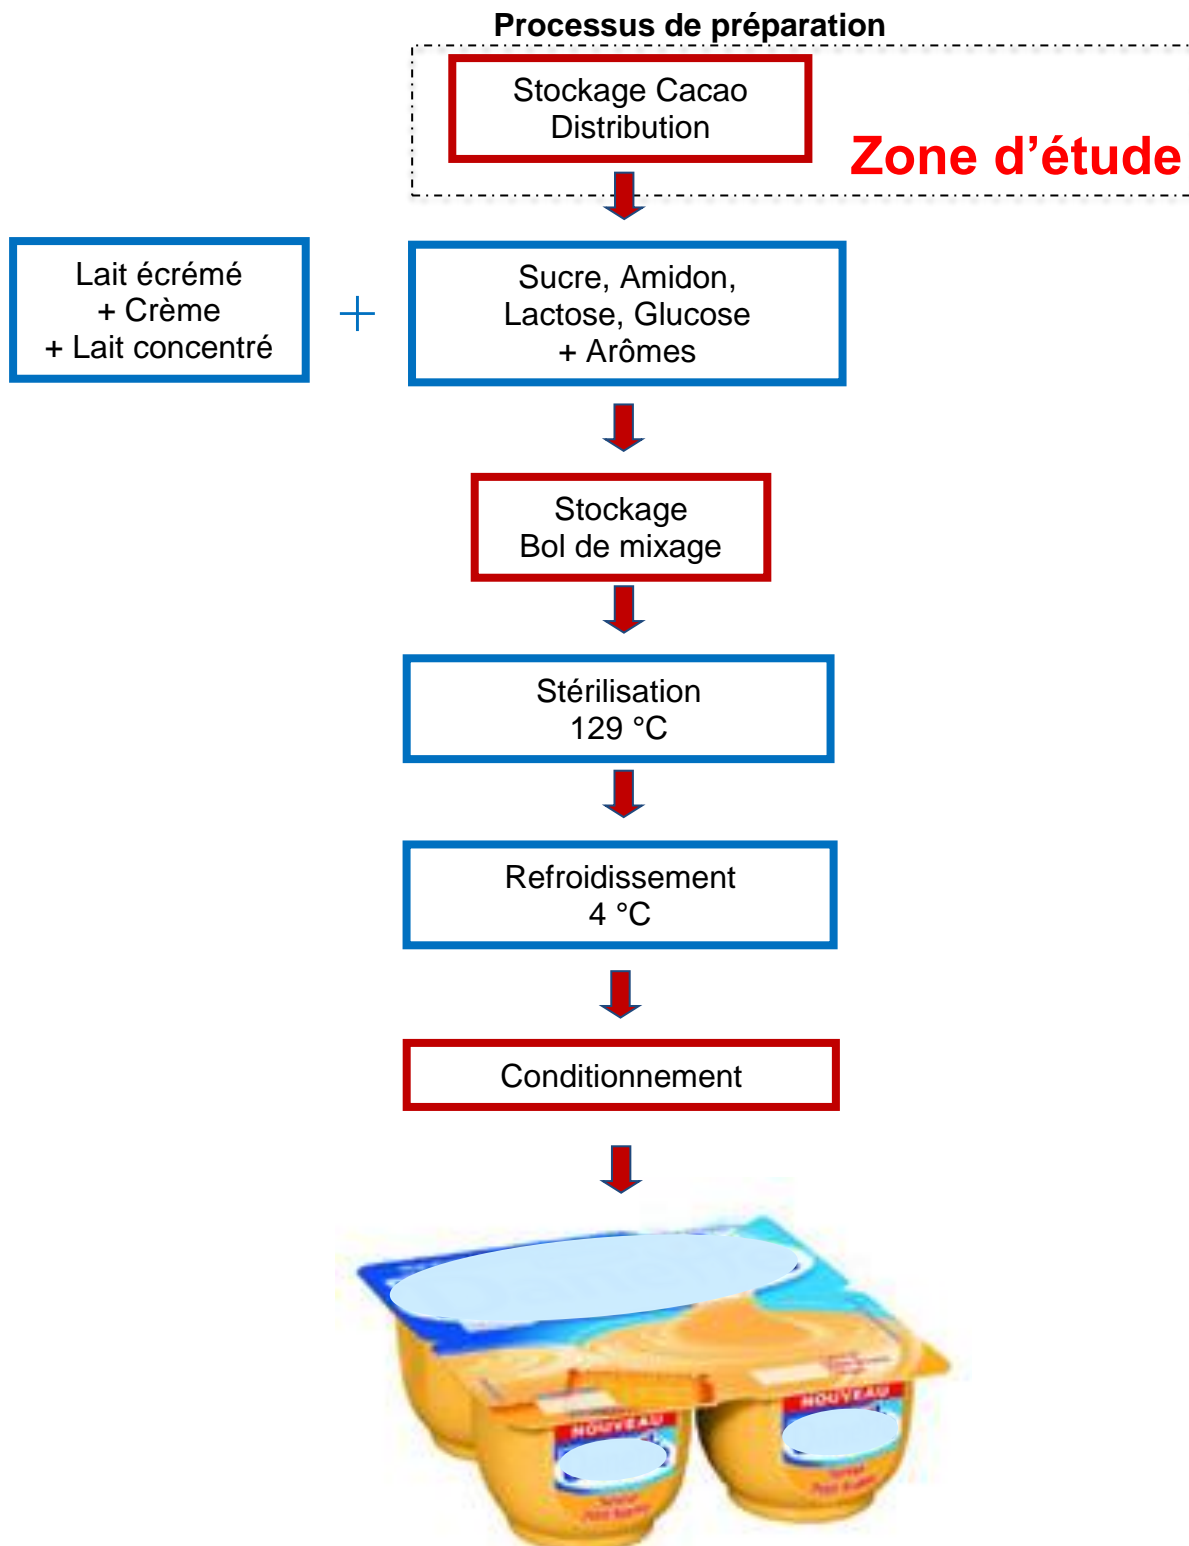 Processus de préparation
Stockage Cacao
Distribution
Zone d'étude
Lait écrémé
+ Crème
+ Lait concentré
+
Sucre, Amidon,
Lactose, Glucose
+ Arômes
Stockage
Bol de mixage
Stérilisation
129 °C
Refroidissement
4 °C
Conditionnement
NOUVEAU
NOUVEAU